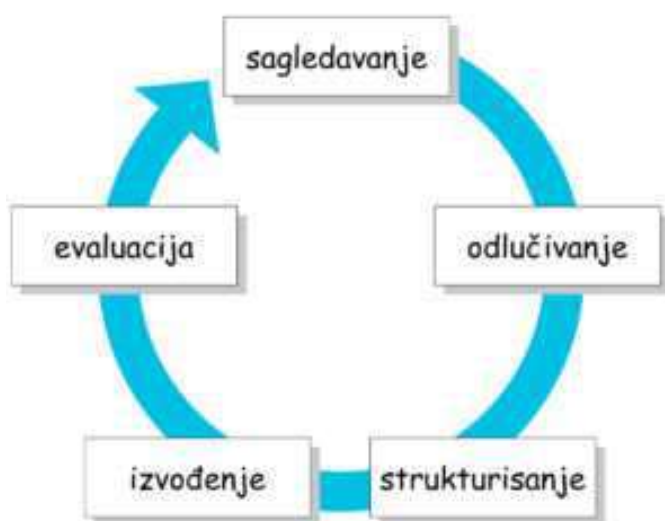 sagledavanje
odlučivanje
strukturisanje
izvođenje
evaluacija